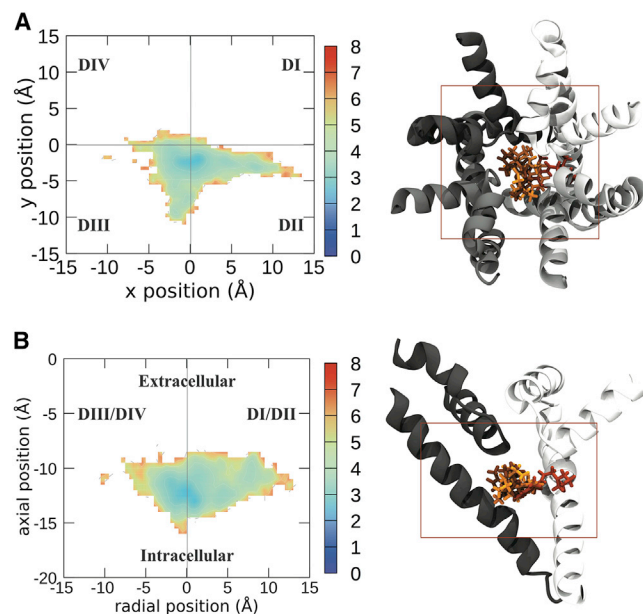 A
15
10
5
0
-5
-10
-15
y position (Å)
DIV
DI
DIII
DII
-15 -10 -5 0 5 10 15
x position (Å)
8
7
6
5
4
3
2
1
0
B
0
-5
-10
-15
-20
axial position (Å)
Extracellular
DIII/DIV
DI/DII
Intracellular
-15 -10 -5 0 5 10 15
radial position (Å)
8
7
6
5
4
3
2
1
0